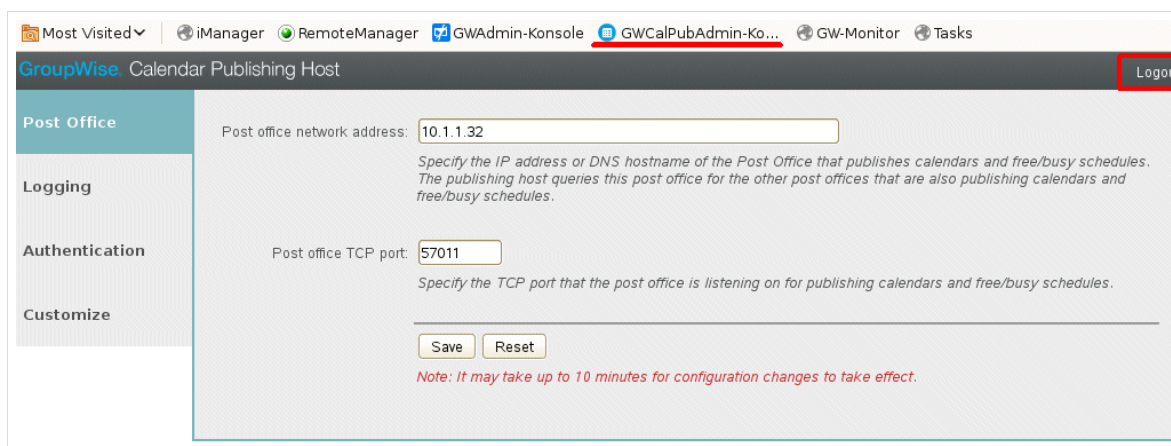 Most Visited iManager RemoteManager GWAdmin-Konsole GWCalPubAdmin-Ko... GW-Monitor Tasks
GroupWise. Calendar Publishing Host Logou
Post Office
Post office network address: 10.1.1.32
Specify the IP address or DNS hostname of the Post Office that publishes calendars and free/busy schedules.
The publishing host queries this post office for the other post offices that are also publishing calendars and
free/busy schedules.
Logging
Authentication
Post office TCP port: 57011
Specify the TCP port that the post office is listening on for publishing calendars and free/busy schedules.
Customize
Save Reset
Note: It may take up to 10 minutes for configuration changes to take effect.